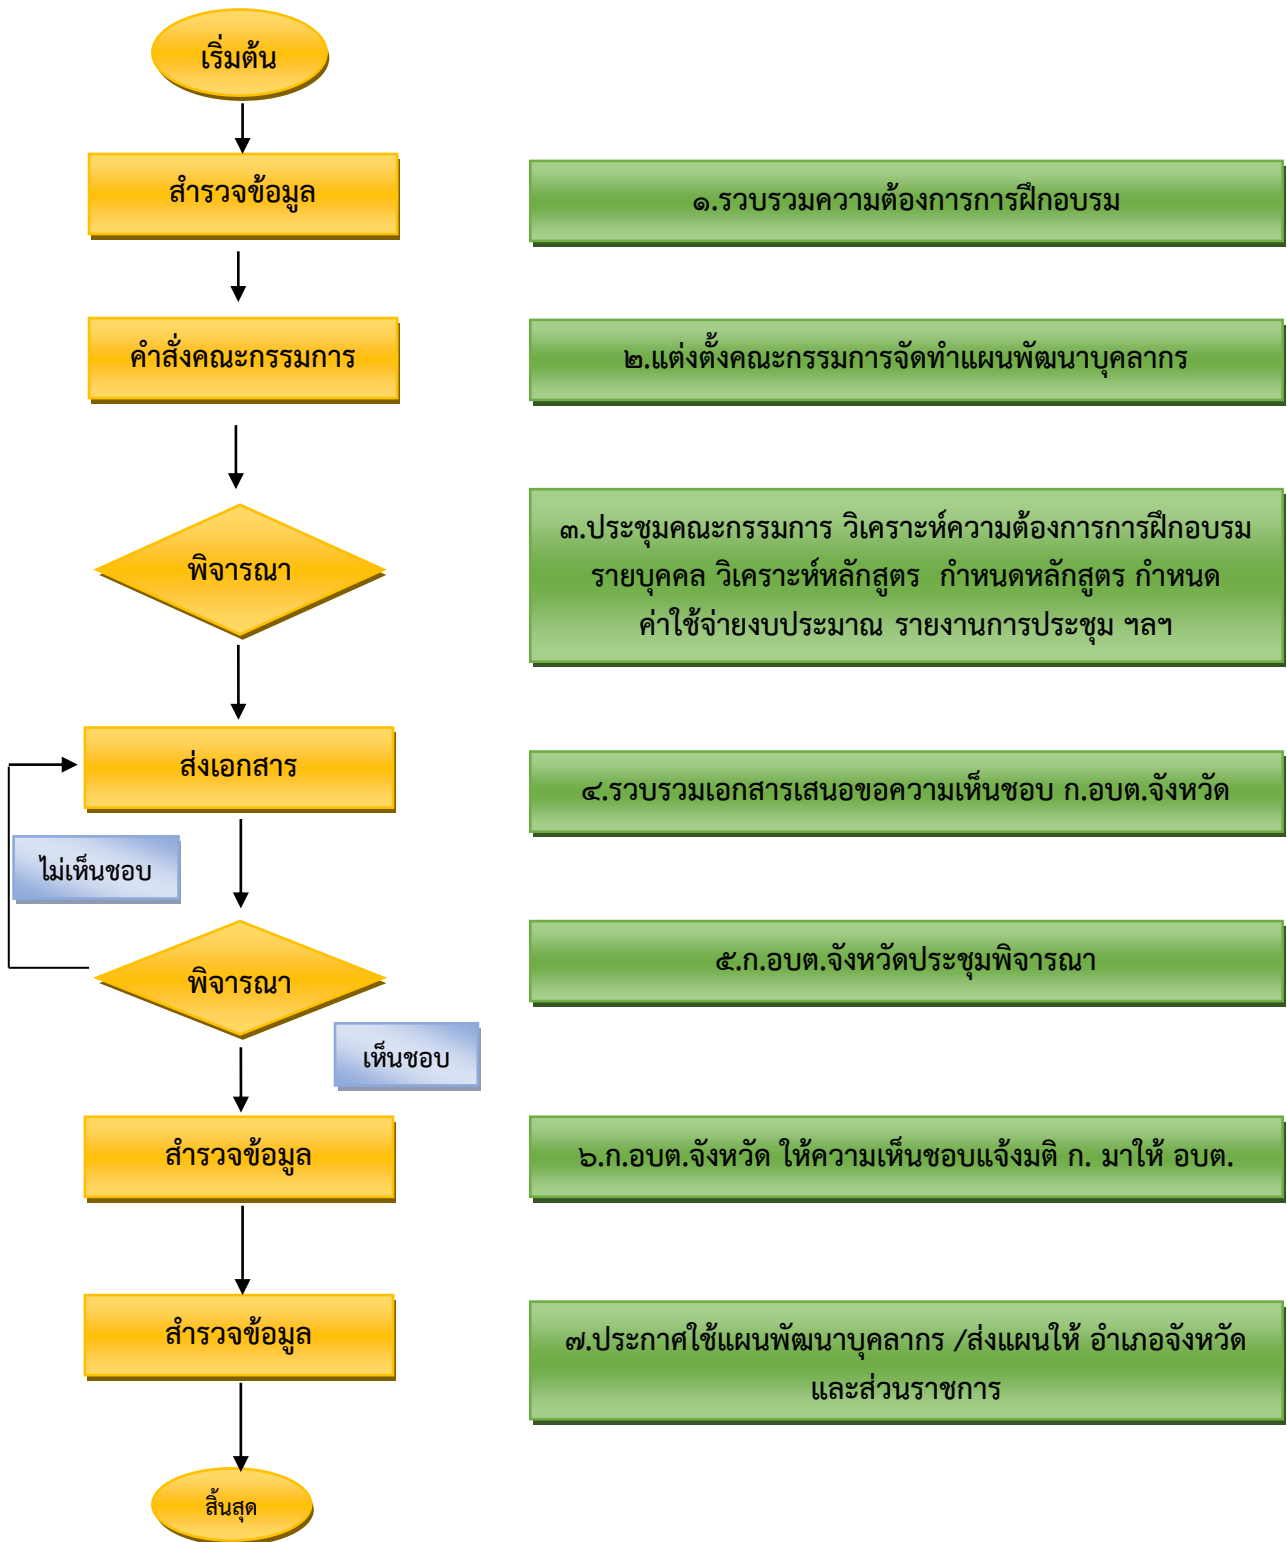 เริ่มต้น
สำรวจข้อมูล
๑.รวบรวมความต้องการการฝึกอบรม
คำสั่งคณะกรรมการ
๒.แต่งตั้งคณะกรรมการจัดทำแผนพัฒนาบุคลากร
พิจารณา
๓.ประชุมคณะกรรมการ วิเคราะห์ความต้องการการฝึกอบรม
รายบุคคล วิเคราะห์หลักสูตร กำหนดหลักสูตร กำหนด
ค่าใช้จ่ายงบประมาณ รายงานการประชุม ฯลฯ
ส่งเอกสาร
๔.รวบรวมเอกสารเสนอขอความเห็นชอบ ก.อบต.จังหวัด
ไม่เห็นชอบ
พิจารณา
๕.ก.อบต.จังหวัดประชุมพิจารณา
เห็นชอบ
สำรวจข้อมูล
๖.ก.อบต.จังหวัด ให้ความเห็นชอบแจ้งมติ ก. มาให้ อบต.
สำรวจข้อมูล
๗.ประกาศใช้แผนพัฒนาบุคลากร /ส่งแผนให้ อำเภอจังหวัด
และส่วนราชการ
สิ้นสุด